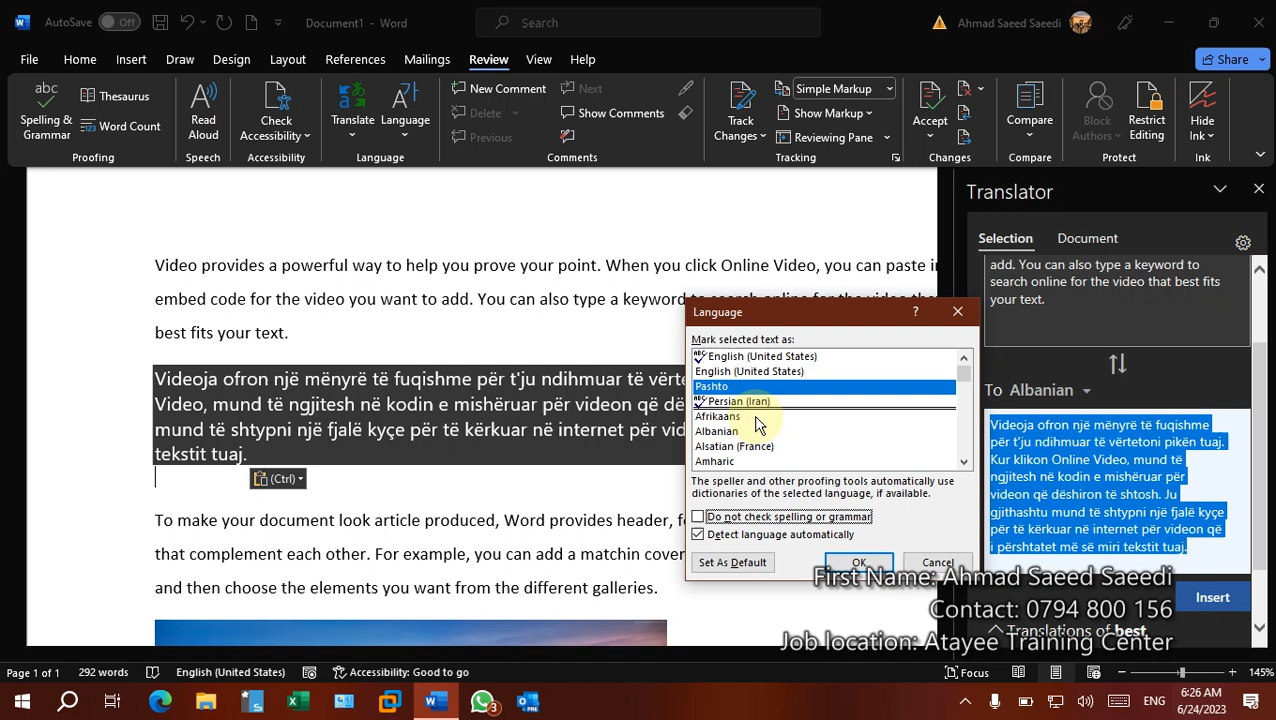 AutoSave Off Document1 - Word Search Ahmad Saeed Saeedi
File Home Insert Draw Design Layout References Mailings Review View Help Share
Spelling & Grammar
Thesaurus
Word Count
Proofing
Read Aloud
Speech
Check Accessibility
Accessibility
Translate
Language
Language
New Comment
Delete
Previous
Next
Show Comments
Comments
Track Changes
Simple Markup
Show Markup
Reviewing Pane
Tracking
Accept
Changes
Compare
Compare
Block Authors
Restrict Editing
Protect
Hide Ink
Ink
Video provides a powerful way to help you prove your point. When you click Online Video, you can paste in
embed code for the video you want to add. You can also type a keyword to search online for the video that
best fits your text.
Videoja ofron një mënyrë të fuqishme për t'ju ndihmuar të vërte
Video, mund të ngjitesh në kodin e mishëruar për videon që dë
mund të shtypni një fjalë kyçe për të kërkuar në internet për vid
tekstit tuaj.
(Ctrl)
To make your document look article produced, Word provides header, f
that complement each other. For example, you can add a matchin cover
and then choose the elements you want from the different galleries.
Language ?
Mark selected text as:
English (United States)
English (United States)
Pashto
Persian (Iran)
Afrikaans
Albanian
Alsatian (France)
Amharic
The speller and other proofing tools automatically use
dictionaries of the selected language, if available.
Do not check spelling or grammar
Detect language automatically
Set As Default OK Cancel
Translator
Selection Document
add. You can also type a keyword to
search online for the video that best fits
your text.
To Albanian
Videoja ofron një mënyrë të fuqishme
për t'ju ndihmuar të vërtetoni pikën tuaj.
Kur klikon Online Video, mund të
ngjitesh në kodin e mishëruar për
videon që dëshiron të shtosh. Ju
gjithashtu mund të shtypni një fjalë kyçe
për të kërkuar në internet për videon që
i përshtatet më së miri tekstit tuaj.
Insert
Translations of best
First Name: Ahmad Saeed Saeedi
Contact: 0794 800 156
Job location: Atayee Training Center
Page 1 of 1 292 words English (United States) Accessibility: Good to go Focus 145%
3 PRE ENG 6:26 AM
6/24/2023